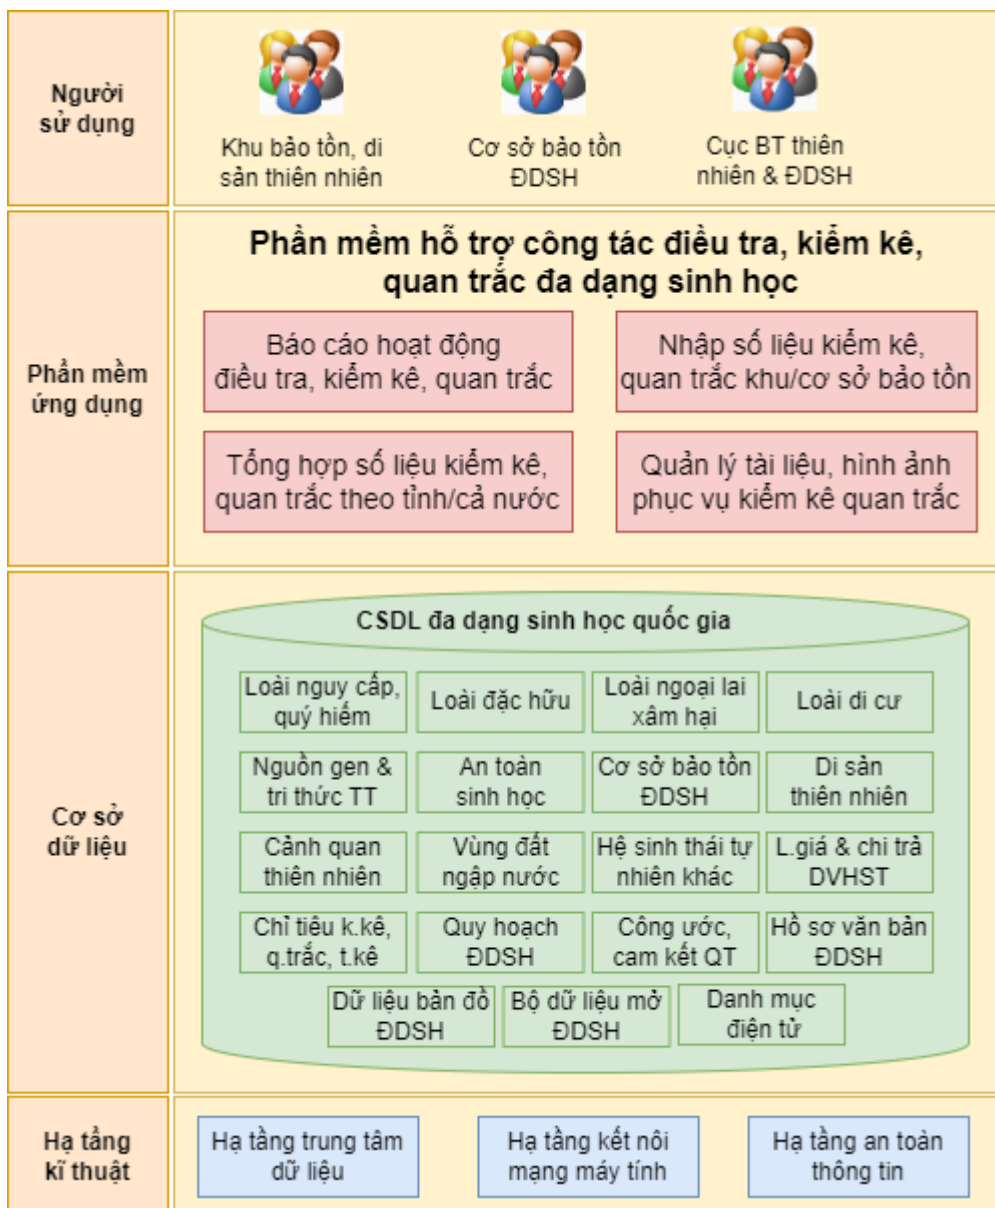 Người
sử dụng
Khu bảo tồn, di
sản thiên nhiên
Cơ sở bảo tồn
ĐDSH
Cục BT thiên
nhiên & ĐDSH
Phần mềm
ứng dụng
Phần mềm hỗ trợ công tác điều tra, kiểm kê,
quan trắc đa dạng sinh học
Báo cáo hoạt động
điều tra, kiểm kê, quan trắc
Nhập số liệu kiểm kê,
quan trắc khu/cơ sở bảo tồn
Tổng hợp số liệu kiểm kê,
quan trắc theo tỉnh/cả nước
Quản lý tài liệu, hình ảnh
phục vụ kiểm kê quan trắc
Cơ sở
dữ liệu
CSDL đa dạng sinh học quốc gia
Loài nguy cấp,
quý hiếm
Loài đặc hữu
Loài ngoại lai
xâm hại
Loài di cư
Nguồn gen &
tri thức TT
An toàn
sinh học
Cơ sở bảo tồn
ĐDSH
Di sản
thiên nhiên
Cảnh quan
thiên nhiên
Vùng đất
ngập nước
Hệ sinh thái tự
nhiên khác
L.giá & chi trả
DVHST
Chỉ tiêu k.kê,
q.trắc, t.kê
Quy hoạch
ĐDSH
Công ước,
cam kết QT
Hồ sơ văn bản
ĐDSH
Dữ liệu bản đồ
ĐDSH
Bộ dữ liệu mở
ĐDSH
Danh mục
điện tử
Hạ tầng
kĩ thuật
Hạ tầng trung tâm
dữ liệu
Hạ tầng kết nối
mạng máy tính
Hạ tầng an toàn
thông tin